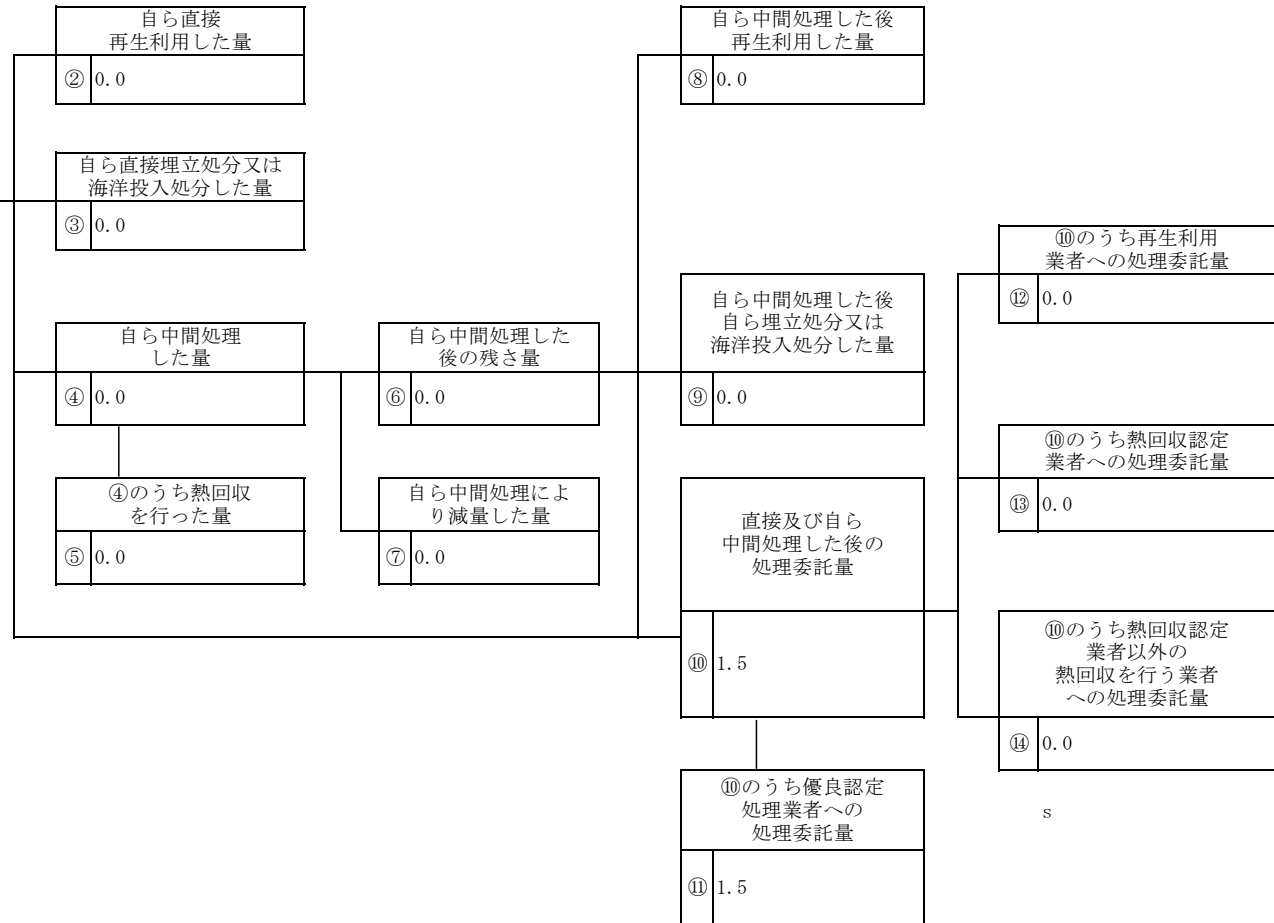 自ら直接
再生利用した量
② 0.0
自ら中間処理した後
再生利用した量
⑧ 0.0
自ら直接埋立処分又は
海洋投入処分した量
③ 0.0
⑩のうち再生利用
業者への処理委託量
⑫ 0.0
自ら中間処理
した量
④ 0.0
自ら中間処理した
後の残さ量
⑥ 0.0
自ら中間処理した後
自ら埋立処分又は
海洋投入処分した量
⑨ 0.0
⑩のうち熱回収認定
業者への処理委託量
⑬ 0.0
④のうち熱回収
を行った量
⑤ 0.0
自ら中間処理によ
り減量した量
⑦ 0.0
直接及び自ら
中間処理した後の
処理委託量
⑩ 1.5
⑩のうち熱回収認定
業者以外の
熱回収を行う業者
への処理委託量
⑭ 0.0
⑩のうち優良認定
処理業者への
処理委託量
⑪ 1.5
s